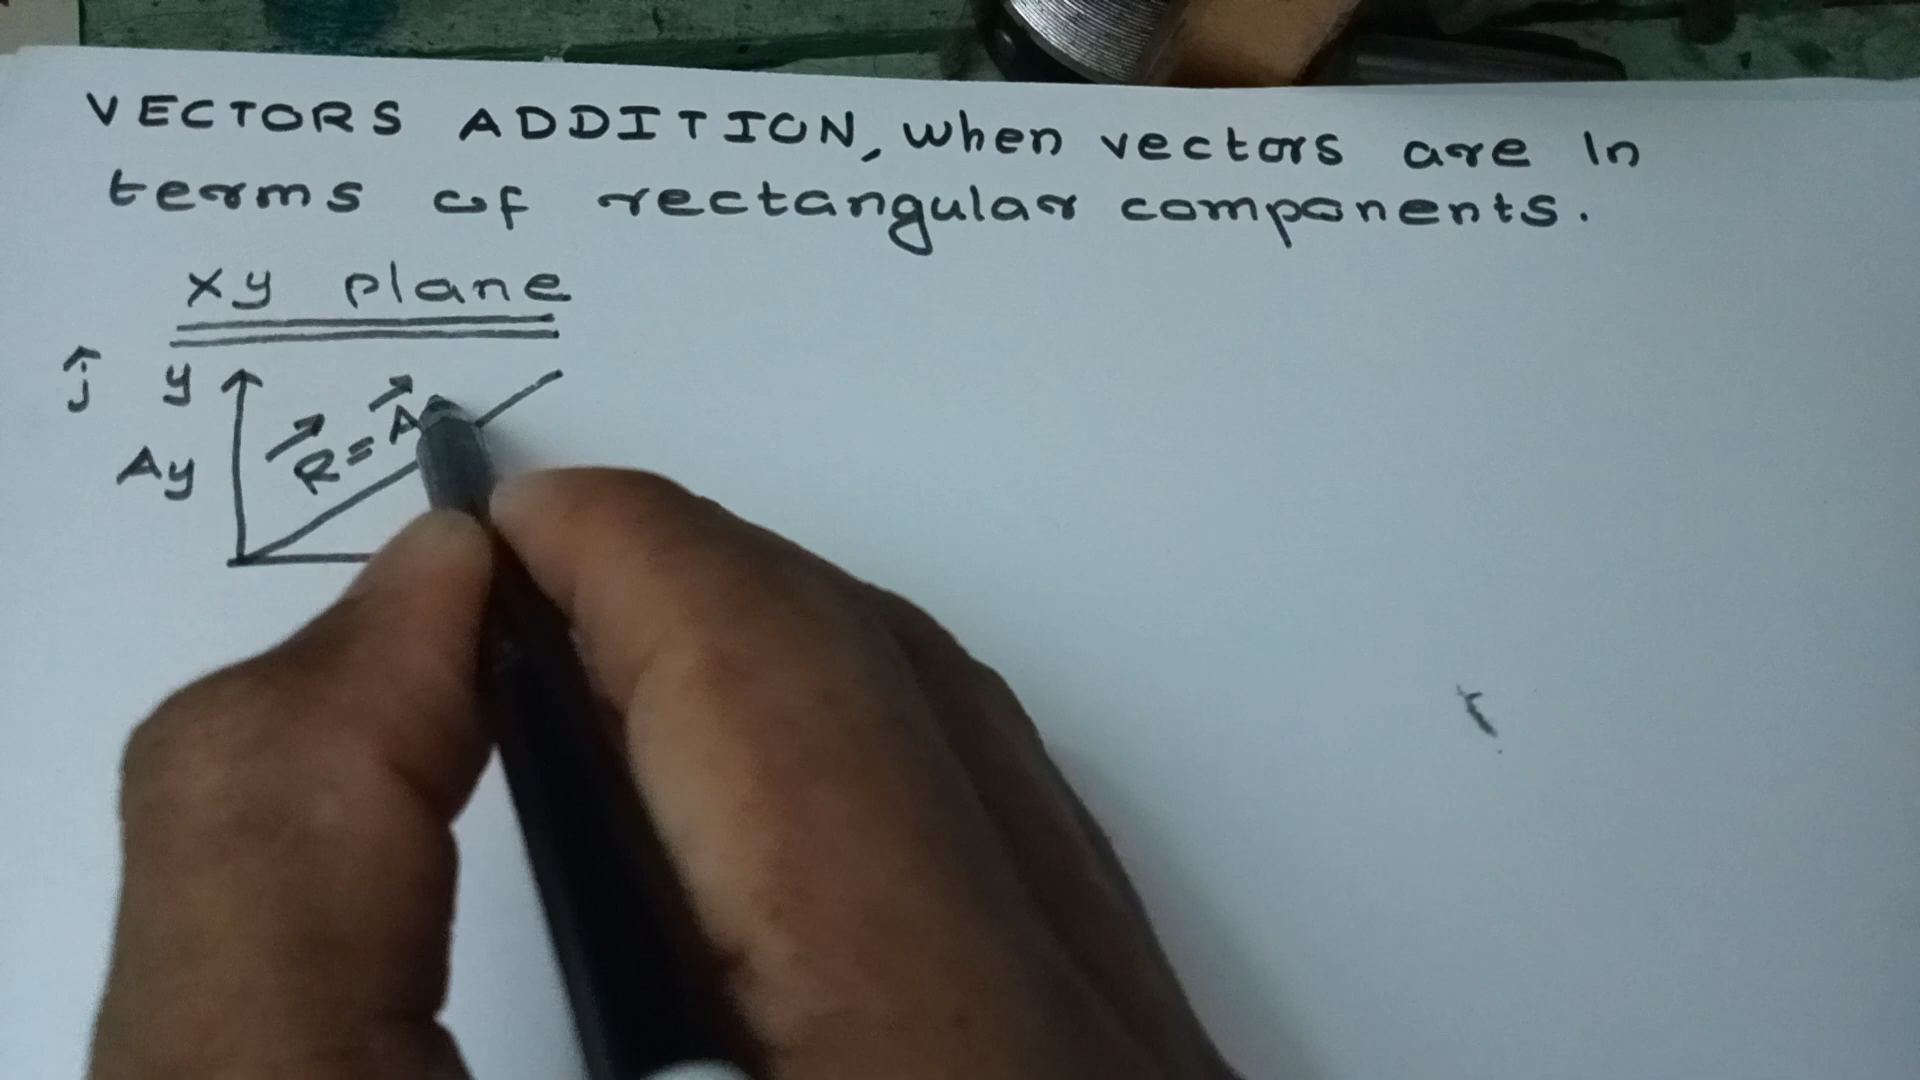 VECTORS ADDITION, when vectors are In
terms of rectangular components.
xy plane
ĵ y
R⃗ = A⃗
Ay